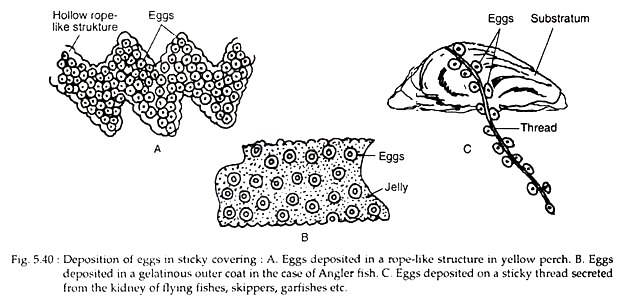 Hollow rope-
like strukture
Eggs
A
Eggs
Jelly
B
Eggs
Substratum
Thread
C
Fig. 5.40 : Deposition of eggs in sticky covering : A. Eggs deposited in a rope-like structure in yellow perch. B. Eggs
deposited in a gelatinous outer coat in the case of Angler fish. C. Eggs deposited on a sticky thread secreted
from the kidney of flying fishes, skippers, garfishes etc.